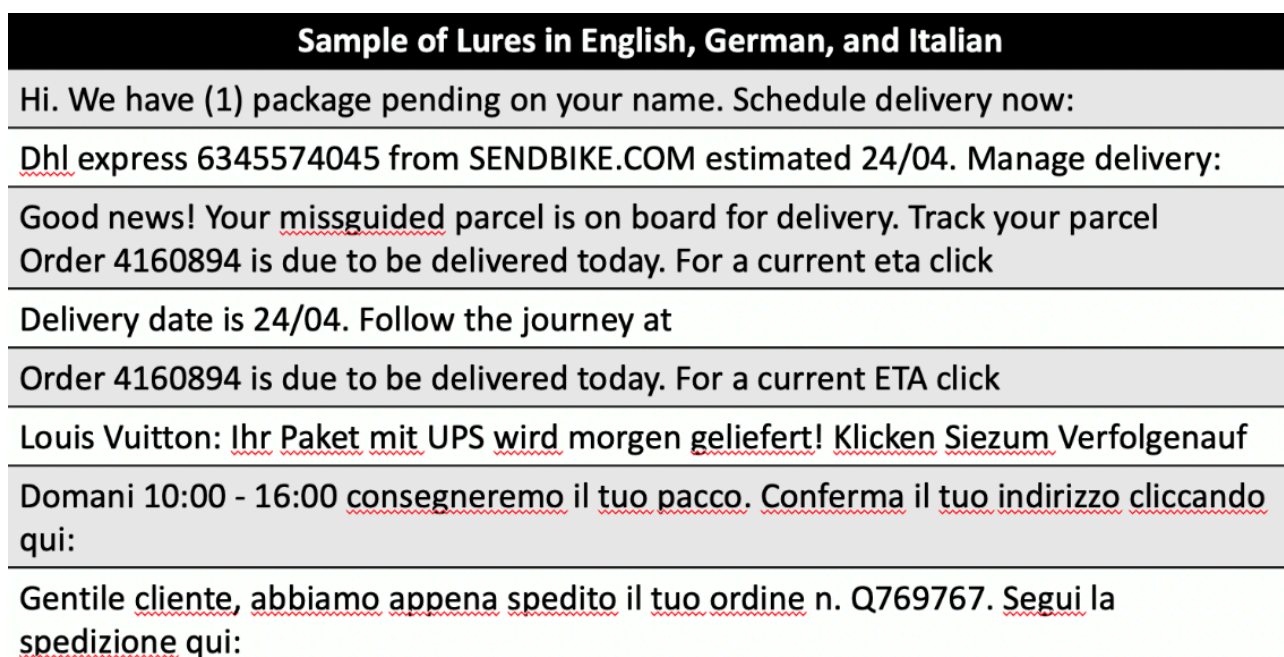 Sample of Lures in English, German, and Italian
Hi. We have (1) package pending on your name. Schedule delivery now:
Dhl express 6345574045 from SENDBIKE.COM estimated 24/04. Manage delivery:
Good news! Your missguided parcel is on board for delivery. Track your parcel
Order 4160894 is due to be delivered today. For a current eta click
Delivery date is 24/04. Follow the journey at
Order 4160894 is due to be delivered today. For a current ETA click
Louis Vuitton: Ihr Paket mit UPS wird morgen geliefert! Klicken Siezum Verfolgenauf
Domani 10:00 - 16:00 consegneremo il tuo pacco. Conferma il tuo indirizzo cliccando
qui:
Gentile cliente, abbiamo appena spedito il tuo ordine n. Q769767. Segui la
spedizione qui: